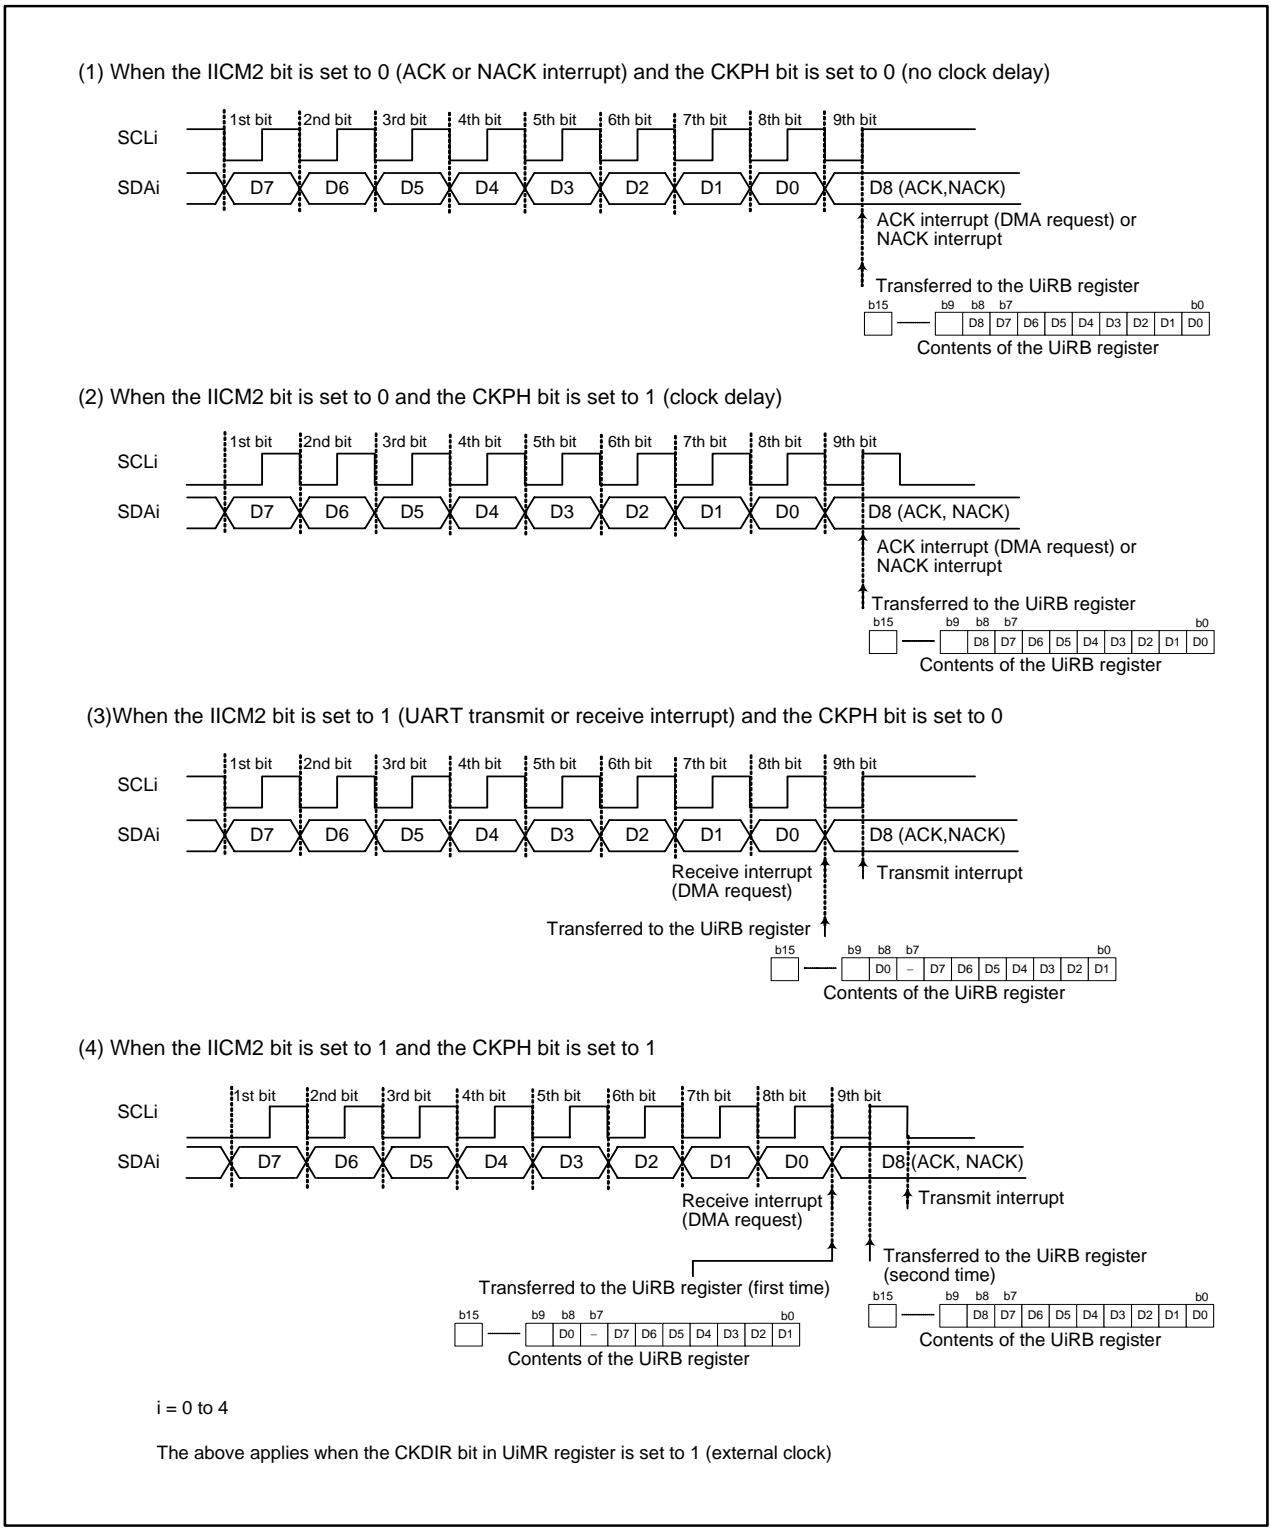 (1) When the IICM2 bit is set to 0 (ACK or NACK interrupt) and the CKPH bit is set to 0 (no clock delay)
1st bit 2nd bit 3rd bit 4th bit 5th bit 6th bit 7th bit 8th bit 9th bit
SCLi
SDAi D7 D6 D5 D4 D3 D2 D1 D0 D8 (ACK,NACK)
ACK interrupt (DMA request) or
NACK interrupt
Transferred to the UiRB register
b15 b9 b8 b7 b0
D8 D7 D6 D5 D4 D3 D2 D1 D0
Contents of the UiRB register
(2) When the IICM2 bit is set to 0 and the CKPH bit is set to 1 (clock delay)
1st bit 2nd bit 3rd bit 4th bit 5th bit 6th bit 7th bit 8th bit 9th bit
SCLi
SDAi D7 D6 D5 D4 D3 D2 D1 D0 D8 (ACK, NACK)
ACK interrupt (DMA request) or
NACK interrupt
Transferred to the UiRB register
b15 b9 b8 b7 b0
D8 D7 D6 D5 D4 D3 D2 D1 D0
Contents of the UiRB register
(3)When the IICM2 bit is set to 1 (UART transmit or receive interrupt) and the CKPH bit is set to 0
1st bit 2nd bit 3rd bit 4th bit 5th bit 6th bit 7th bit 8th bit 9th bit
SCLi
SDAi D7 D6 D5 D4 D3 D2 D1 D0 D8 (ACK,NACK)
Receive interrupt Transmit interrupt
(DMA request)
Transferred to the UiRB register
b15 b9 b8 b7 b0
D0 – D7 D6 D5 D4 D3 D2 D1
Contents of the UiRB register
(4) When the IICM2 bit is set to 1 and the CKPH bit is set to 1
1st bit 2nd bit 3rd bit 4th bit 5th bit 6th bit 7th bit 8th bit 9th bit
SCLi
SDAi D7 D6 D5 D4 D3 D2 D1 D0 D8 (ACK, NACK)
Receive interrupt Transmit interrupt
(DMA request)
Transferred to the UiRB register
(second time)
Transferred to the UiRB register (first time)
b15 b9 b8 b7 b0
D8 D7 D6 D5 D4 D3 D2 D1 D0
Contents of the UiRB register
b15 b9 b8 b7 b0
D0 – D7 D6 D5 D4 D3 D2 D1
Contents of the UiRB register
i = 0 to 4
The above applies when the CKDIR bit in UiMR register is set to 1 (external clock)